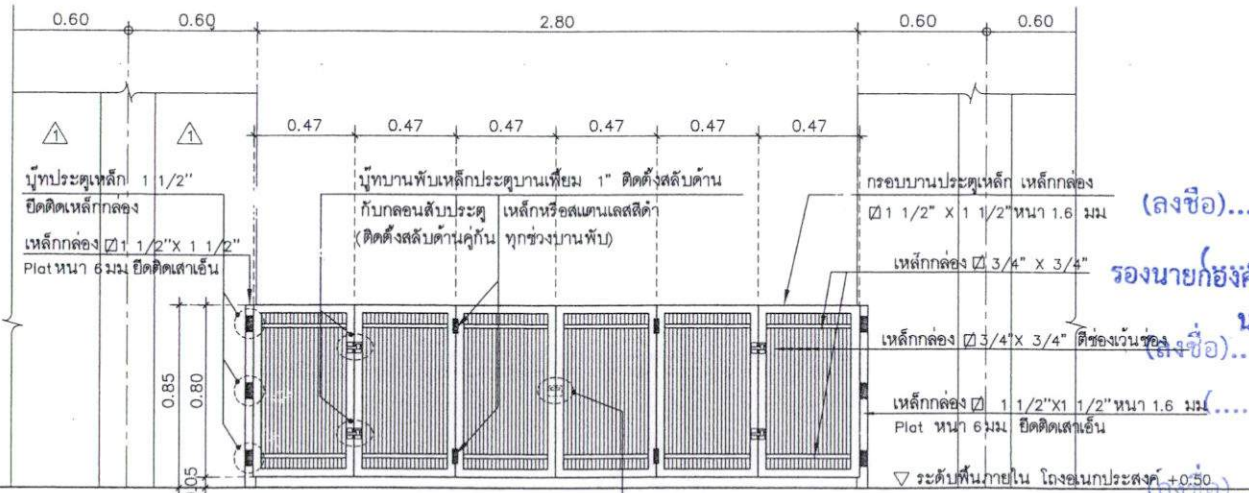 0.60 0.60 2.80 0.60 0.60
0.47 0.47 0.47 0.47 0.47 0.47
1 1
บู๊ทประตูเหล็ก 1 1/2"
ยึดติดเหล็กกล่อง
เหล็กกล่อง 1 1/2"X 1 1/2"
Plat หนา 6มม ยึดติดเสาเอ็น
บู๊ทบานพับเหล็กประตูบานเฟี้ยม 1" ติดตั้งสลับด้าน
กับกลอนสับประตู เหล็กหรือสแตนเลสสีดำ
(ติดตั้งสลับด้านคู่กัน ทุกช่วงบานพับ)
กรอบบานประตูเหล็ก เหล็กกล่อง
1 1/2" X 1 1/2"หนา 1.6 มม
(ลงชื่อ)...
เหล็กกล่อง 3/4" X 3/4"
เหล็กกล่อง 3/4"X 3/4" ตีช่องเว้นช่อง
(ลงชื่อ)...
เหล็กกล่อง 1 1/2"X1 1/2"หนา 1.6 มม
(....
Plat หนา 6มม ยึดติดเสาเอ็น
ระดับพื้นภายใน โถงอเนกประสงค์ +0.50
0.85 0.80